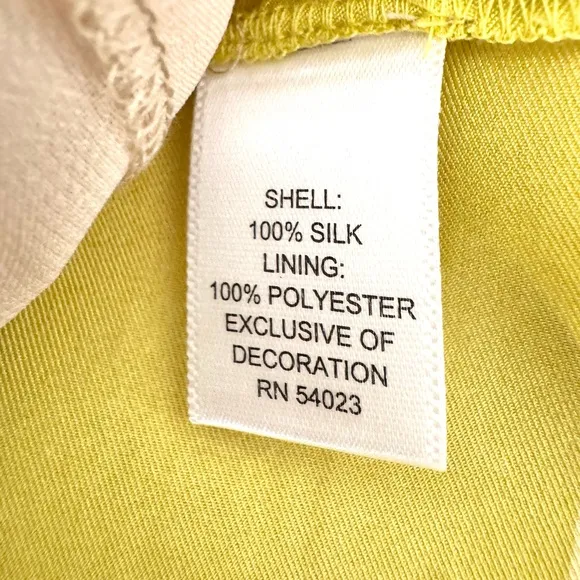 SHELL:
100% SILK
LINING:
100% POLYESTER
EXCLUSIVE OF
DECORATION
RN 54023